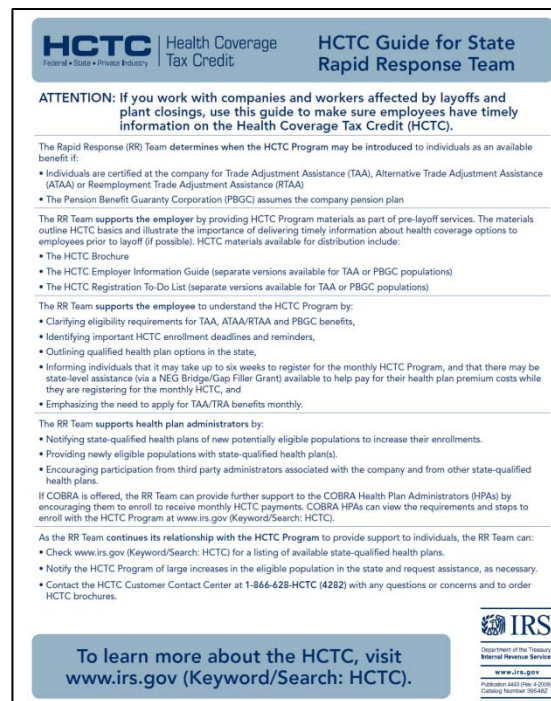 HCTC
Federal • State • Private Industry
Health Coverage
Tax Credit
HCTC Guide for State
Rapid Response Team
ATTENTION: If you work with companies and workers affected by layoffs and
plant closings, use this guide to make sure employees have timely
information on the Health Coverage Tax Credit (HCTC).
The Rapid Response (RR) Team determines when the HCTC Program may be introduced to individuals as an available
benefit if:
• Individuals are certified at the company for Trade Adjustment Assistance (TAA), Alternative Trade Adjustment Assistance
(ATAA) or Reemployment Trade Adjustment Assistance (RTAA)
• The Pension Benefit Guaranty Corporation (PBGC) assumes the company pension plan
The RR Team supports the employer by providing HCTC Program materials as part of pre-layoff services. The materials
outline HCTC basics and illustrate the importance of delivering timely information about health coverage options to
employees prior to layoff (if possible). HCTC materials available for distribution include:
• The HCTC Brochure
• The HCTC Employer Information Guide (separate versions available for TAA or PBGC populations)
• The HCTC Registration To-Do List (separate versions available for TAA or PBGC populations)
The RR Team supports the employee to understand the HCTC Program by:
• Clarifying eligibility requirements for TAA, ATAA/RTAA and PBGC benefits,
• Identifying important HCTC enrollment deadlines and reminders,
• Outlining qualified health plan options in the state,
• Informing individuals that it may take up to six weeks to register for the monthly HCTC Program, and that there may be
state-level assistance (via a NEG Bridge/Gap Filler Grant) available to help pay for their health plan premium costs while
they are registering for the monthly HCTC, and
• Emphasizing the need to apply for TAA/TRA benefits monthly.
The RR Team supports health plan administrators by:
• Notifying state-qualified health plans of new potentially eligible populations to increase their enrollments.
• Providing newly eligible populations with state-qualified health plan(s).
• Encouraging participation from third party administrators associated with the company and from other state-qualified
health plans.
If COBRA is offered, the RR Team can provide further support to the COBRA Health Plan Administrators (HPAs) by
encouraging them to enroll to receive monthly HCTC payments. COBRA HPAs can view the requirements and steps to
enroll with the HCTC Program at www.irs.gov (Keyword/Search: HCTC).
As the RR Team continues its relationship with the HCTC Program to provide support to individuals, the RR Team can:
• Check www.irs.gov (Keyword/Search: HCTC) for a listing of available state-qualified health plans.
• Notify the HCTC Program of large increases in the eligible population in the state and request assistance, as necessary.
• Contact the HCTC Customer Contact Center at 1-866-628-HCTC (4282) with any questions or concerns and to order
HCTC brochures.
To learn more about the HCTC, visit
www.irs.gov (Keyword/Search: HCTC).
IRS
Department of the Treasury
Internal Revenue Service
www.irs.gov
Publication 4443 (Rev. 4-2009)
Catalog Number 39546Z